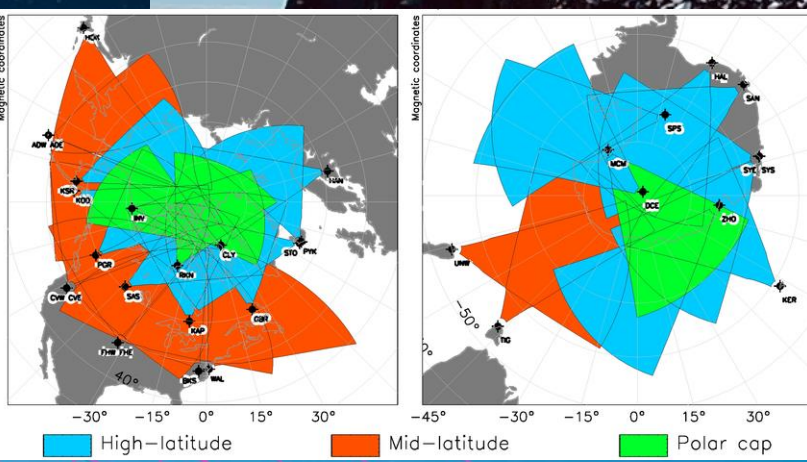 Magnetic coordinates
HOK
ADW ADE
KSR
KOD
INV
HAN
PGR
CLY
STO
PYK
RKN
CVW CVE
SAS
GBR
KAP
FHW FHE
BKS
WAL
40°
-30°
-15°
0°
15°
30°
Magnetic coordinates
HAL
SAN
SPS
MCM
SYE
SYS
DCE
ZHO
UNW
KER
TIG
-50°
-45°
-30°
-15°
0°
15°
30°
High-latitude
Mid-latitude
Polar cap